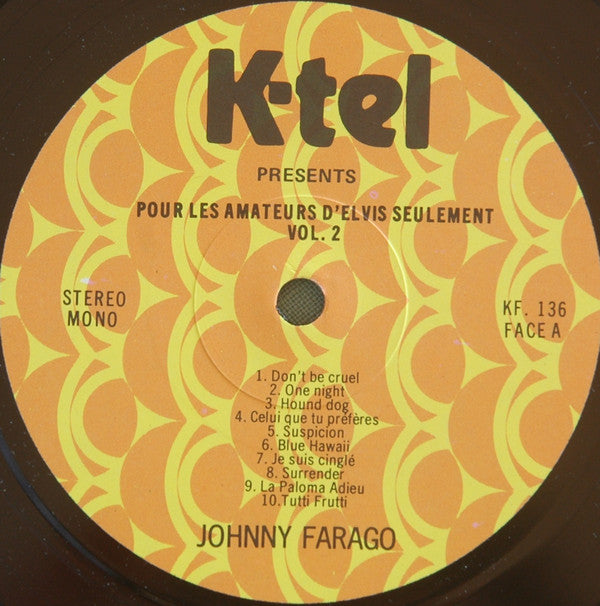 K-tel
PRESENTS
POUR LES AMATEURS D'ELVIS SEULEMENT
VOL. 2
STEREO
MONO
KF. 136
FACE A
1. Don't be cruel
2. One night
3. Hound dog
4. Celui que tu préfères
5. Suspicion
6. Blue Hawaii
7. Je suis cinglé
8. Surrender
9. La Paloma Adieu
10. Tutti Frutti
JOHNNY FARAGO